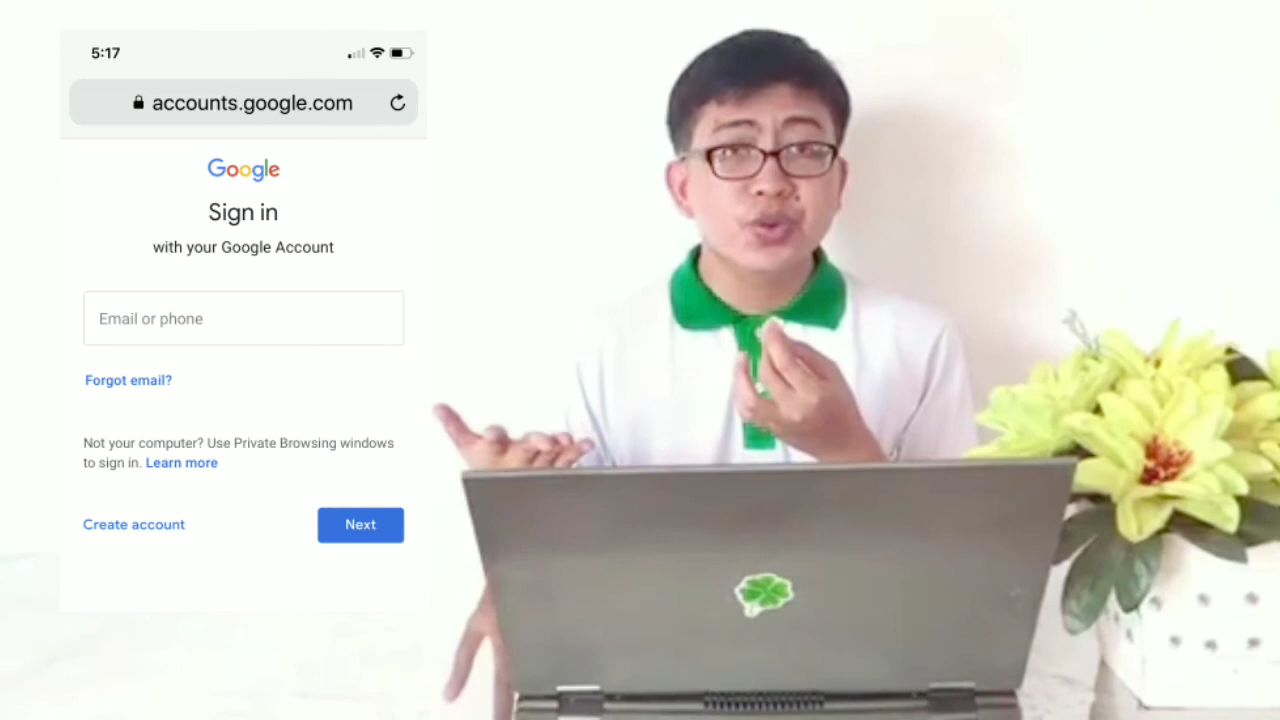 5:17
accounts.google.com
Google
Sign in
with your Google Account
Email or phone
Forgot email?
Not your computer? Use Private Browsing windows
to sign in. Learn more
Create account
Next